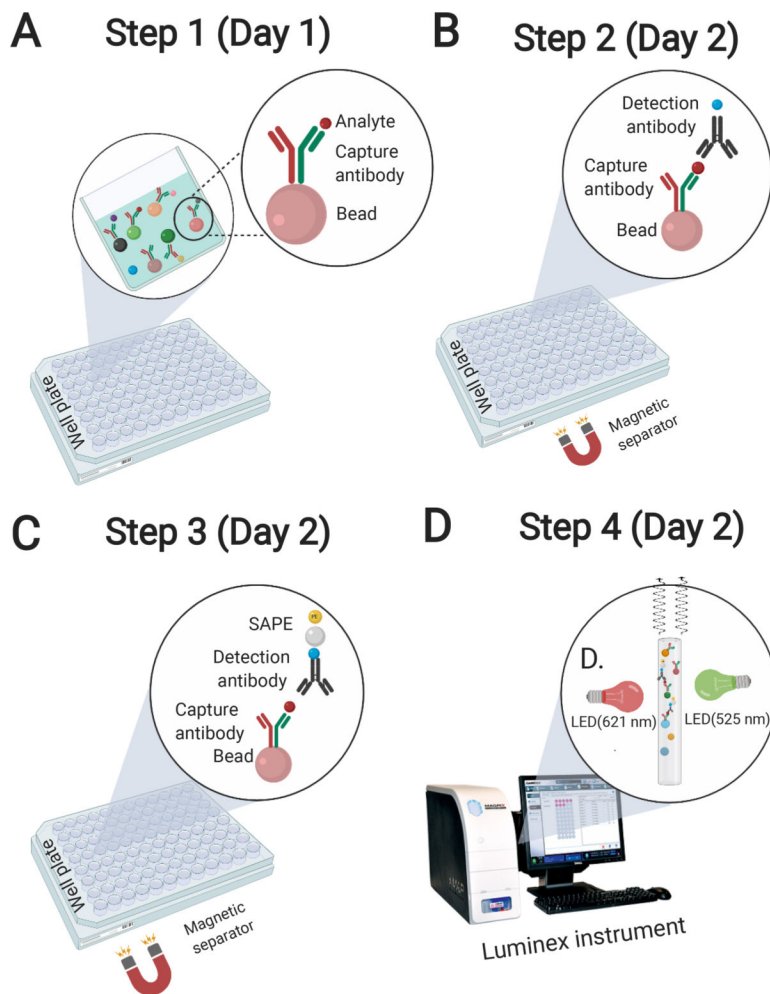 A
Step 1 (Day 1)
Analyte
Capture
antibody
Bead
Well plate
B
Step 2 (Day 2)
Detection
antibody
Capture
antibody
Bead
Well plate
Magnetic
separator
C
Step 3 (Day 2)
SAPE
PE
Detection
antibody
Capture
antibody
Bead
Well plate
Magnetic
separator
D
Step 4 (Day 2)
D.
LED(621 nm)
LED(525 nm)
Luminex instrument